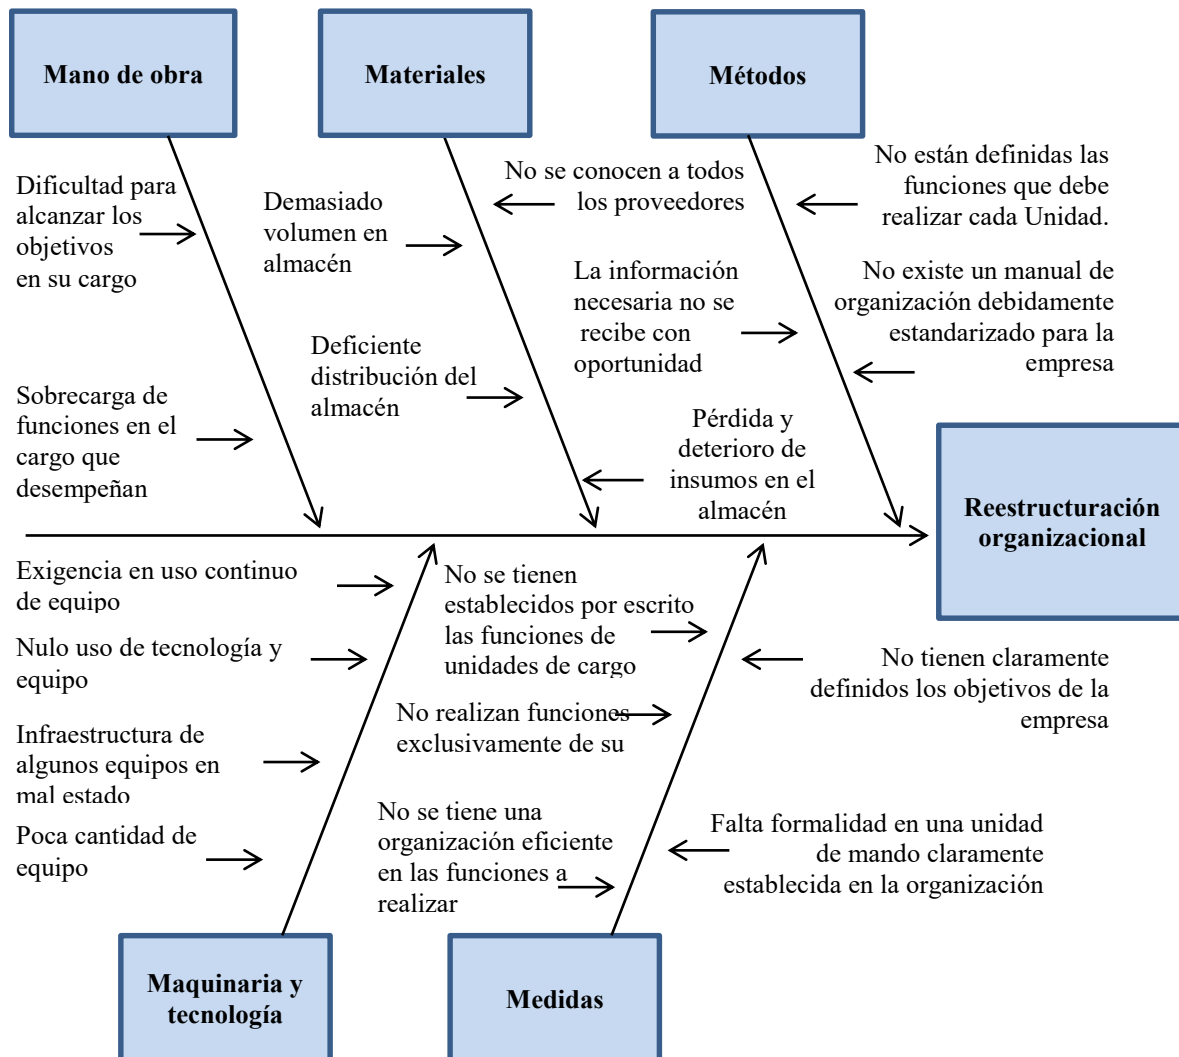 Mano de obra
Materiales
Métodos
Dificultad para
alcanzar los
objetivos
en su cargo
Sobrecarga de
funciones en el
cargo que
desempeñan
Demasiado
volumen en
almacén
Deficiente
distribución del
almacén
No se conocen a todos
los proveedores
La información
necesaria no se
recibe con
oportunidad
Pérdida y
deterioro de
insumos en el
almacén
No están definidas las
funciones que debe
realizar cada Unidad.
No existe un manual de
organización debidamente
estandarizado para la
empresa
Reestructuración
organizacional
Exigencia en uso continuo
de equipo
Nulo uso de tecnología y
equipo
Infraestructura de
algunos equipos en
mal estado
Poca cantidad de
equipo
No se tienen
establecidos por escrito
las funciones de
unidades de cargo
No realizan funciones
exclusivamente de su
No se tiene una
organización eficiente
en las funciones a
realizar
No tienen claramente
definidos los objetivos de la
empresa
Falta formalidad en una unidad
de mando claramente
establecida en la organización
Maquinaria y
tecnología
Medidas